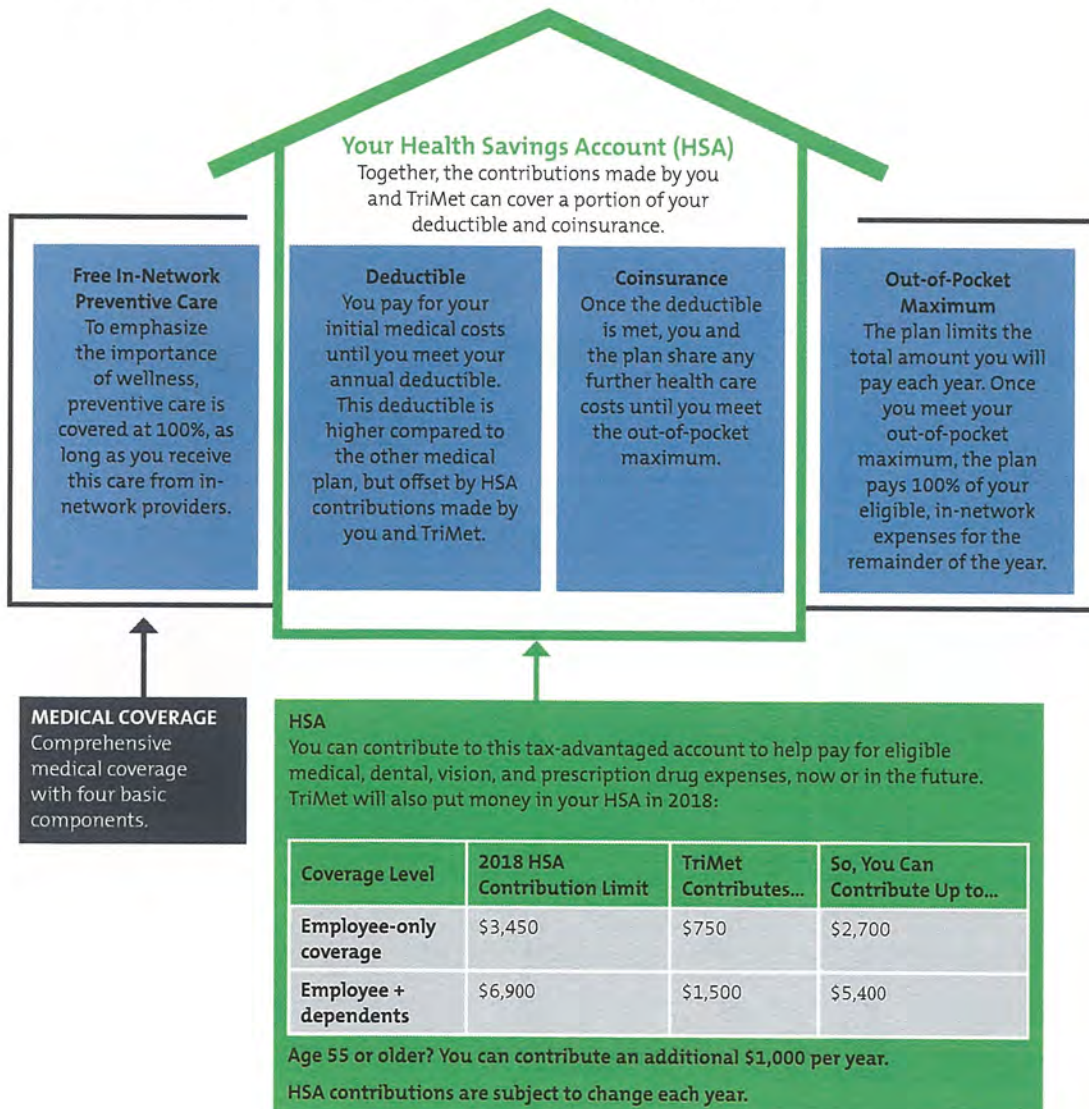 Your Health Savings Account (HSA)
Together, the contributions made by you
and TriMet can cover a portion of your
deductible and coinsurance.
Free In-Network
Preventive Care
To emphasize
the importance
of wellness,
preventive care is
covered at 100%, as
long as you receive
this care from in-
network providers.
Deductible
You pay for your
initial medical costs
until you meet your
annual deductible.
This deductible is
higher compared to
the other medical
plan, but offset by HSA
contributions made by
you and TriMet.
Coinsurance
Once the deductible
is met, you and
the plan share any
further health care
costs until you meet
the out-of-pocket
maximum.
Out-of-Pocket
Maximum
The plan limits the
total amount you will
pay each year. Once
you meet your
out-of-pocket
maximum, the plan
pays 100% of your
eligible, in-network
expenses for the
remainder of the year.
MEDICAL COVERAGE
Comprehensive
medical coverage
with four basic
components.
HSA
You can contribute to this tax-advantaged account to help pay for eligible
medical, dental, vision, and prescription drug expenses, now or in the future.
TriMet will also put money in your HSA in 2018:
Coverage Level
2018 HSA
Contribution Limit
TriMet
Contributes...
So, You Can
Contribute Up to...
Employee-only
coverage
$3,450
$750
$2,700
Employee +
dependents
$6,900
$1,500
$5,400
Age 55 or older? You can contribute an additional $1,000 per year.
HSA contributions are subject to change each year.